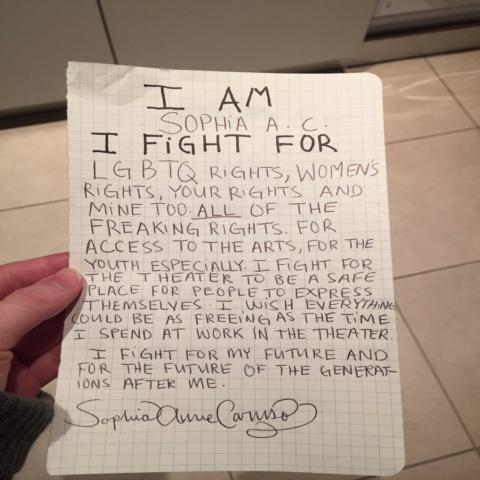 I AM
SOPHiA A. C.
I FiGHT FOR
LGBTQ RiGHTS, WOMEN'S
RiGHTS, YOUR RiGHTS AND
MiNE TOO. ALL OF THE
FREAKING RIGHTS. FOR
ACCESS TO THE ARTS, FOR THE
YOUTH ESPECIALLY. I FIGHT FOR
THE THEATER TO BE A SAFE
PLACE FOR PEOPLE TO EXPRESS
THEMSELVES. I WISH EVERYTHING
COULD BE AS FREEING AS THE TIME
I SPEND AT WORK IN THE THEATER.
I FIGHT FOR MY FUTURE AND
FOR THE FUTURE OF THE GENERAT-
IONS AFTER ME.
Sophia Anne Caruso